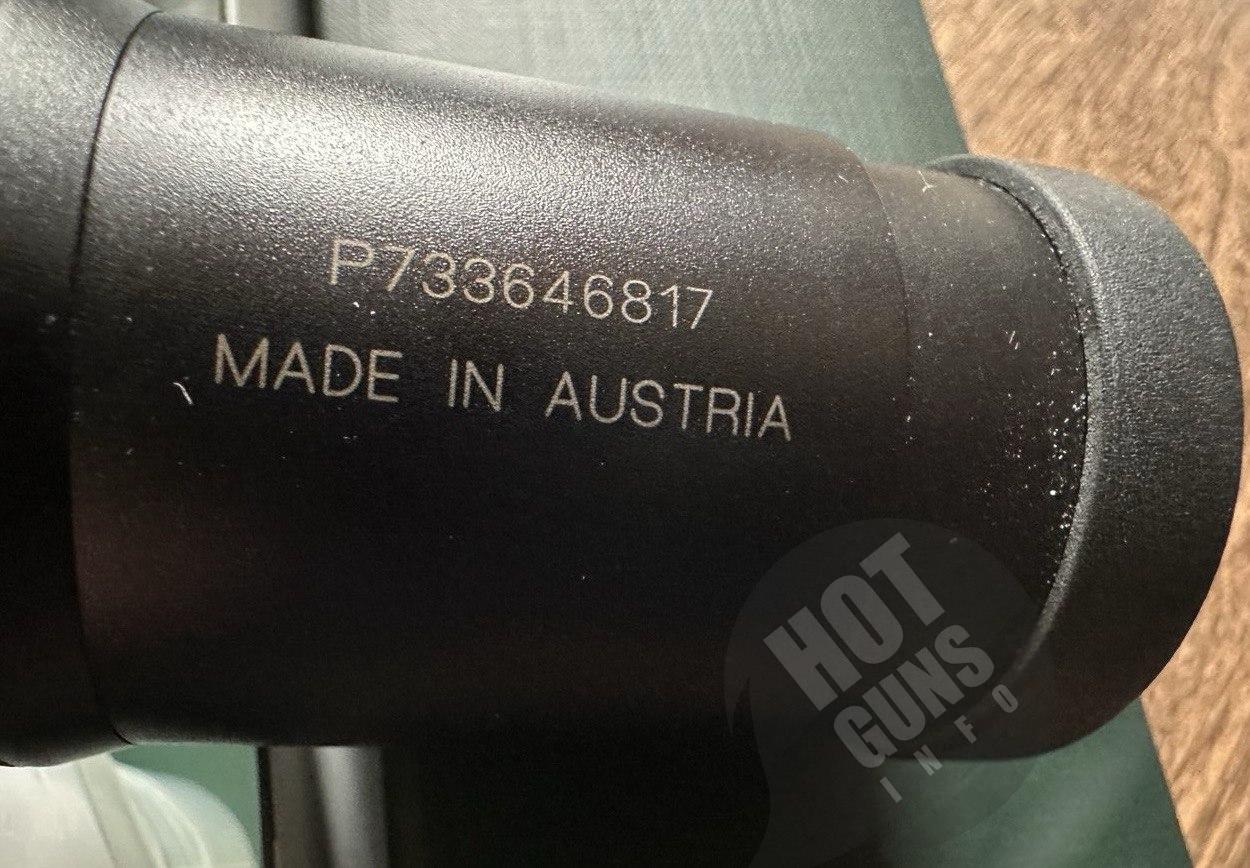 P733646817
MADE IN AUSTRIA
HOT
GUNS
INFO